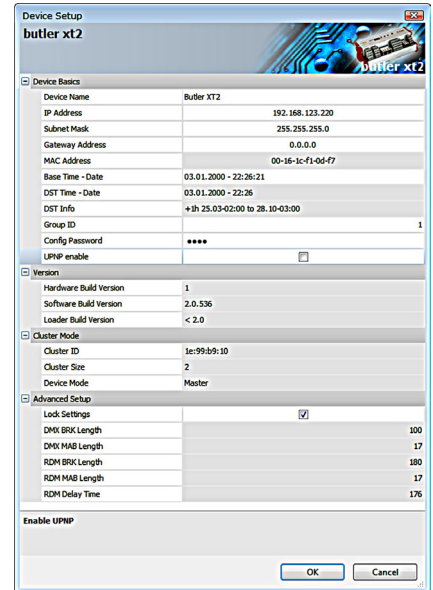 Device Setup
butler xt2
butler xt2
Device Basics
Device Name Butler XT2
IP Address 192.168.123.220
Subnet Mask 255.255.255.0
Gateway Address 0.0.0.0
MAC Address 00-16-1c-f1-0d-f7
Base Time - Date 03.01.2000 - 22:26:21
DST Time - Date 03.01.2000 - 22:26
DST Info +1h 25.03-02:00 to 28.10-03:00
Group ID 1
Config Password ●●●●
UPNP enable
Version
Hardware Build Version 1
Software Build Version 2.0.536
Loader Build Version < 2.0
Cluster Mode
Cluster ID 1e:99:b9:10
Cluster Size 2
Device Mode Master
Advanced Setup
Lock Settings
DMX BRK Length 100
DMX MAB Length 17
RDM BRK Length 180
RDM MAB Length 17
RDM Delay Time 176
Enable UPNP
OK Cancel